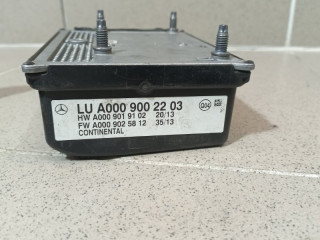 LU A000 900 22 03
HW A000 901 91 02 20/13
FW A000 902 58 12 35/13
CONTINENTAL